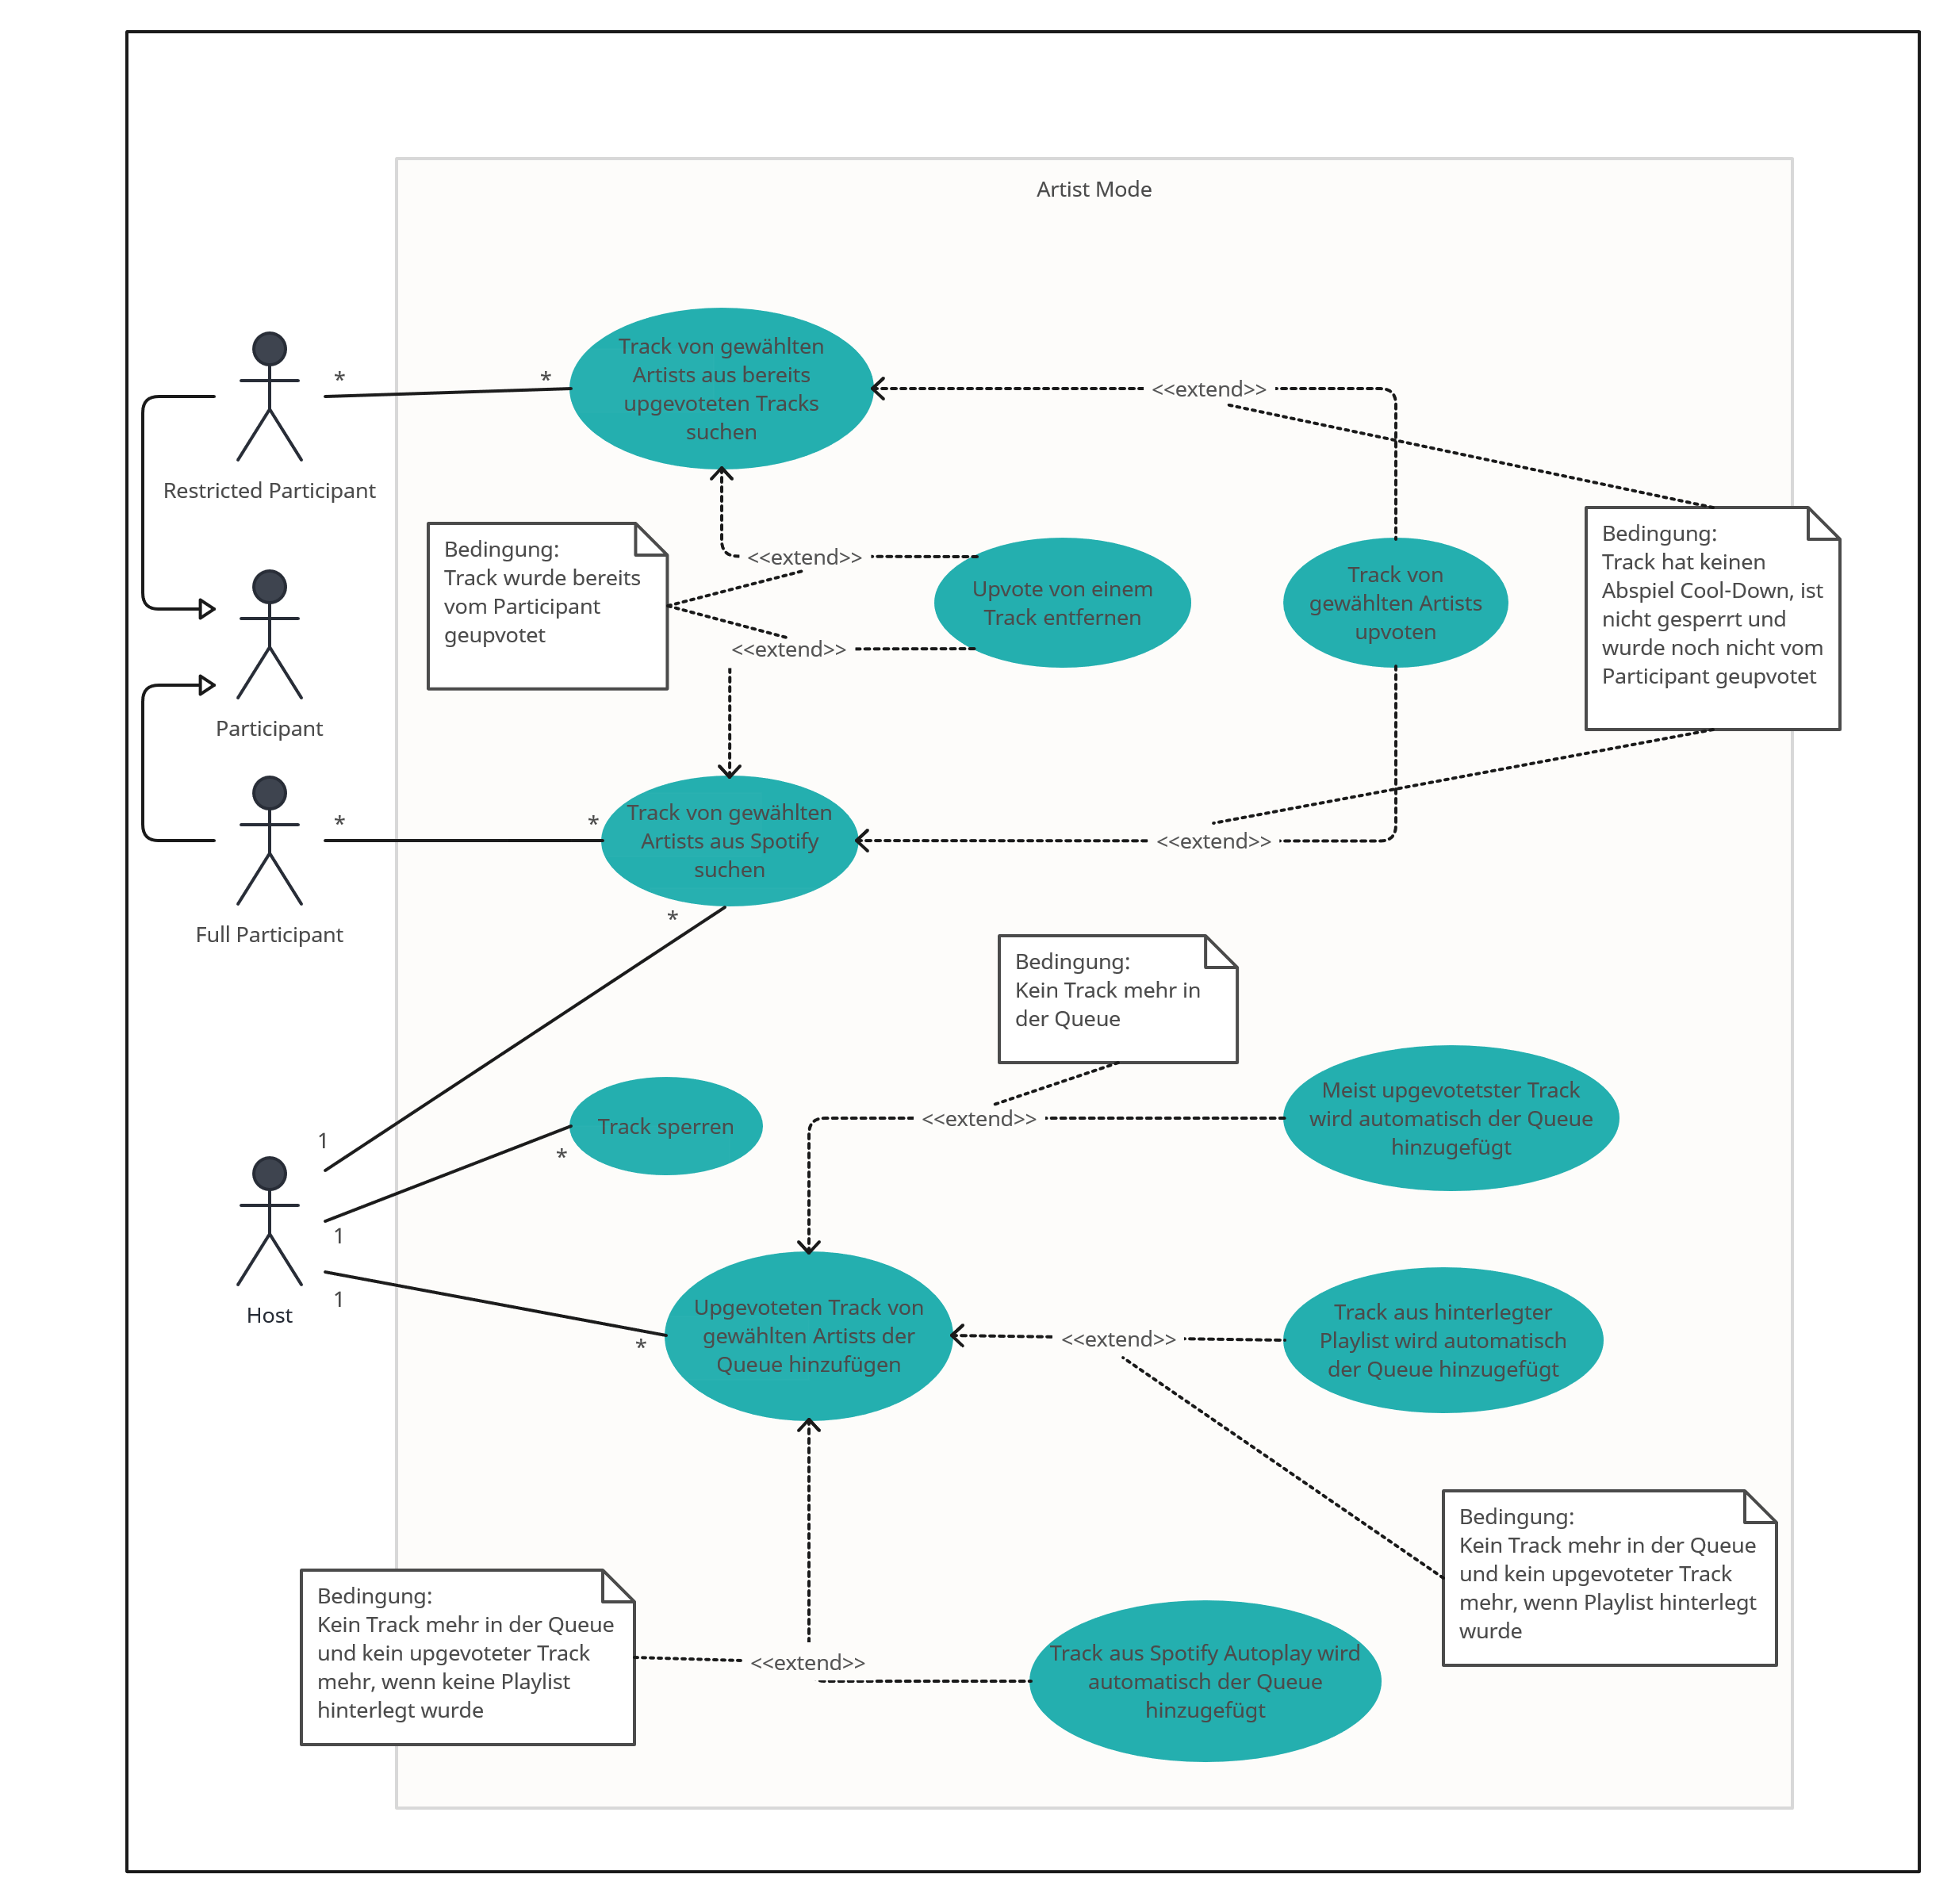 Artist Mode
Track von gewählten
Artists aus bereits
upgevoteten Tracks
suchen
*
*
<<extend>>
Restricted Participant
Bedingung:
Track wurde bereits
vom Participant
geupvotet
<<extend>>
<<extend>>
Upvote von einem
Track entfernen
Track von
gewählten Artists
upvoten
Bedingung:
Track hat keinen
Abspiel Cool-Down, ist
nicht gesperrt und
wurde noch nicht vom
Participant geupvotet
Participant
*
*
Track von gewählten
Artists aus Spotify
suchen
<<extend>>
Full Participant
*
Bedingung:
Kein Track mehr in
der Queue
1
Track sperren
*
<<extend>>
Meist upgevotetster Track
wird automatisch der Queue
hinzugefügt
1
1
Host
*
Upgevoteten Track von
gewählten Artists der
Queue hinzufügen
<<extend>>
Track aus hinterlegter
Playlist wird automatisch
der Queue hinzugefügt
Bedingung:
Kein Track mehr in der Queue
und kein upgevoteter Track
mehr, wenn Playlist hinterlegt
wurde
Bedingung:
Kein Track mehr in der Queue
und kein upgevoteter Track
mehr, wenn keine Playlist
hinterlegt wurde
<<extend>>
Track aus Spotify Autoplay wird
automatisch der Queue
hinzugefügt